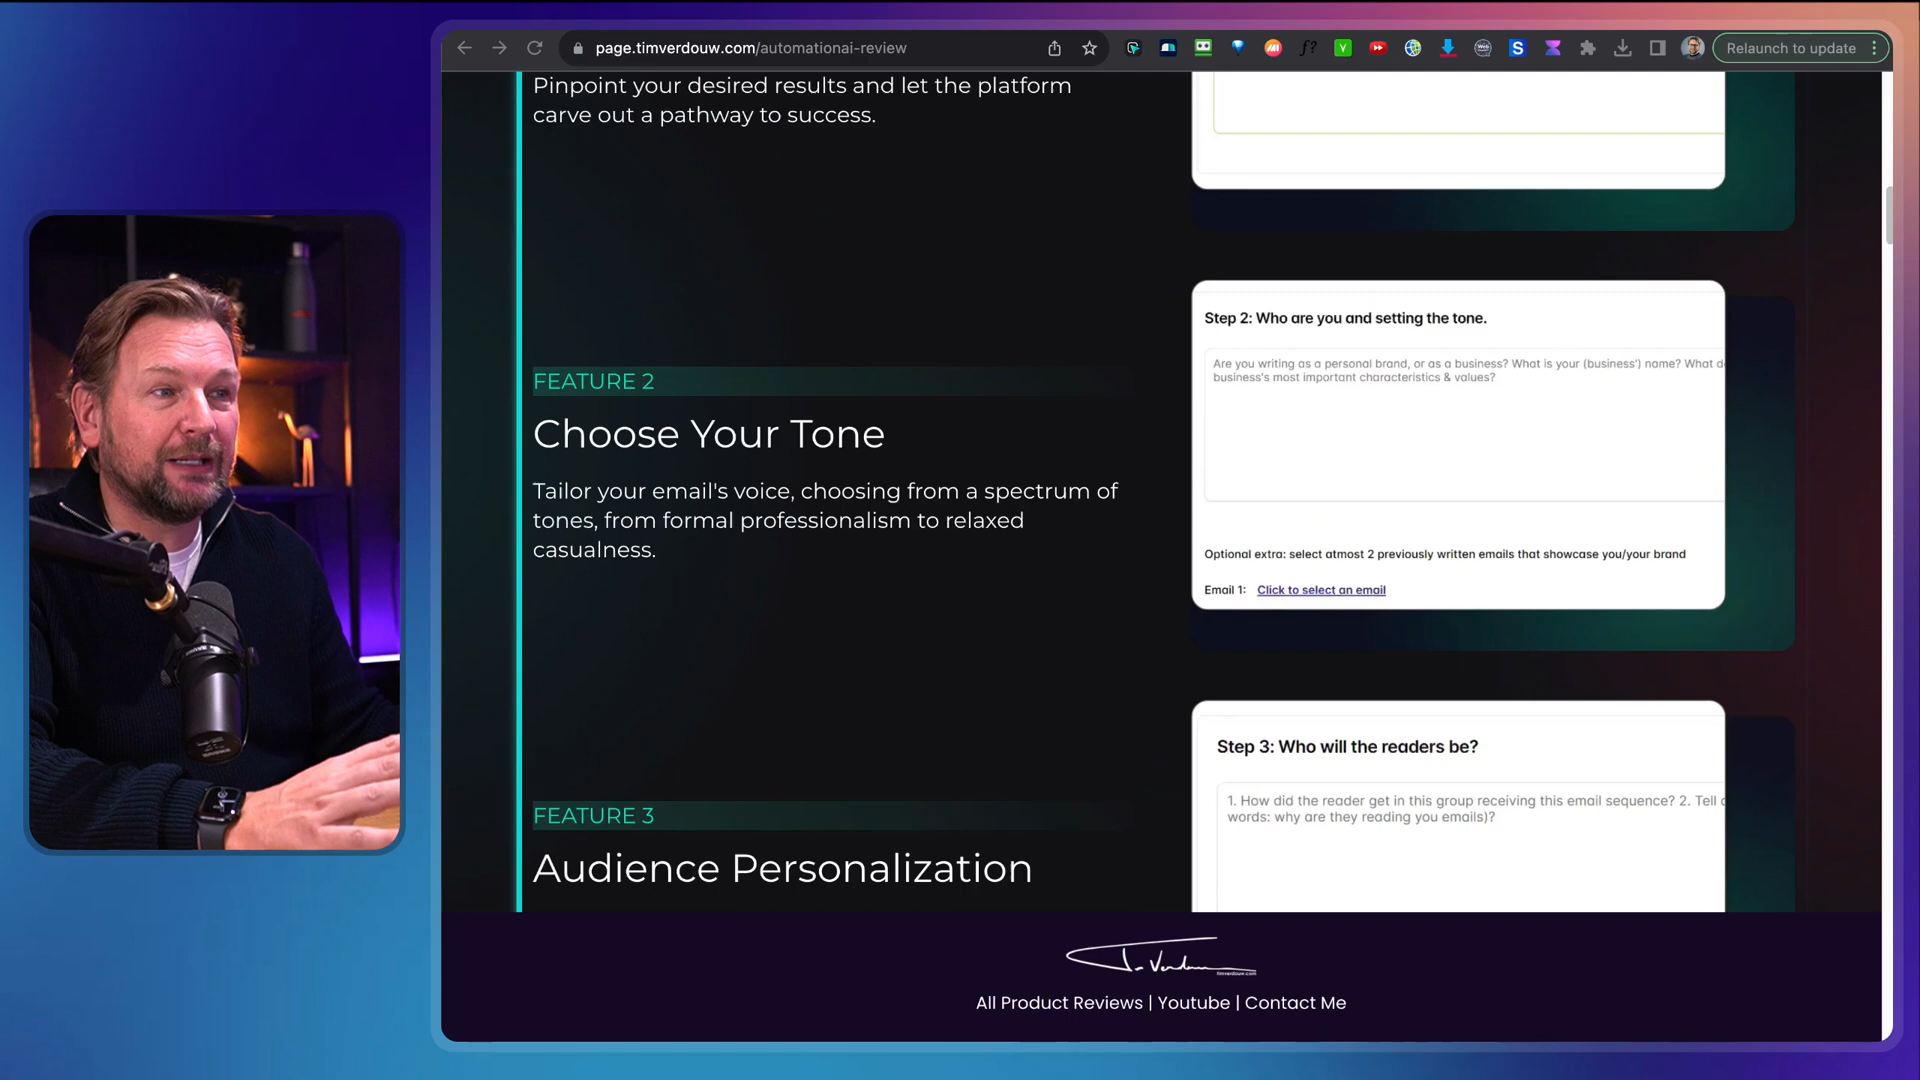 page.timverdouw.com/automationai-review
Relaunch to update
Pinpoint your desired results and let the platform
carve out a pathway to success.
Step 2: Who are you and setting the tone.
Are you writing as a personal brand, or as a business? What is your (business') name? What d
business's most important characteristics & values?
FEATURE 2
Choose Your Tone
Tailor your email's voice, choosing from a spectrum of
tones, from formal professionalism to relaxed
casualness.
Optional extra: select atmost 2 previously written emails that showcase you/your brand
Email 1: Click to select an email
Step 3: Who will the readers be?
1. How did the reader get in this group receiving this email sequence? 2. Tell
words: why are they reading you emails)?
FEATURE 3
Audience Personalization
timverdouw.com
All Product Reviews | Youtube | Contact Me